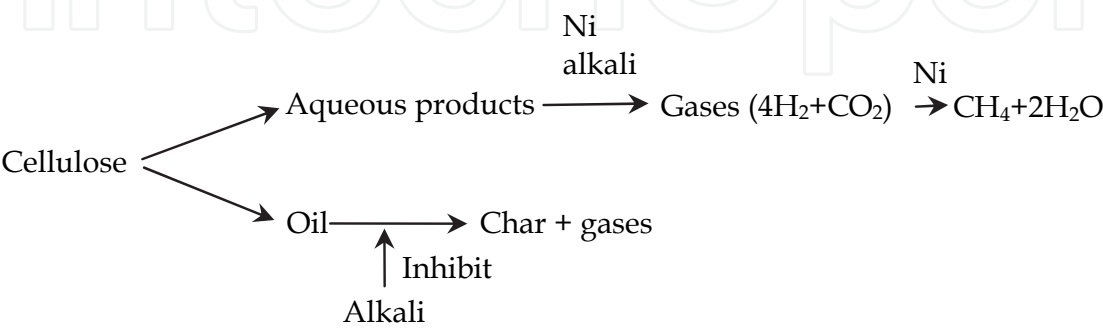 Ni
alkali
Ni
Aqueous products
Gases (4H₂+CO₂)
CH₄+2H₂O
Cellulose
Oil
Char + gases
Inhibit
Alkali